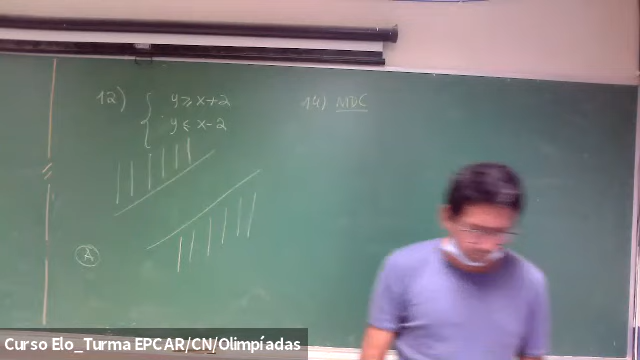 12) y ≥ x+2
y ≤ x-2
14) MDC
A
Curso Elo_Turma EPCAR/CN/Olimpíadas